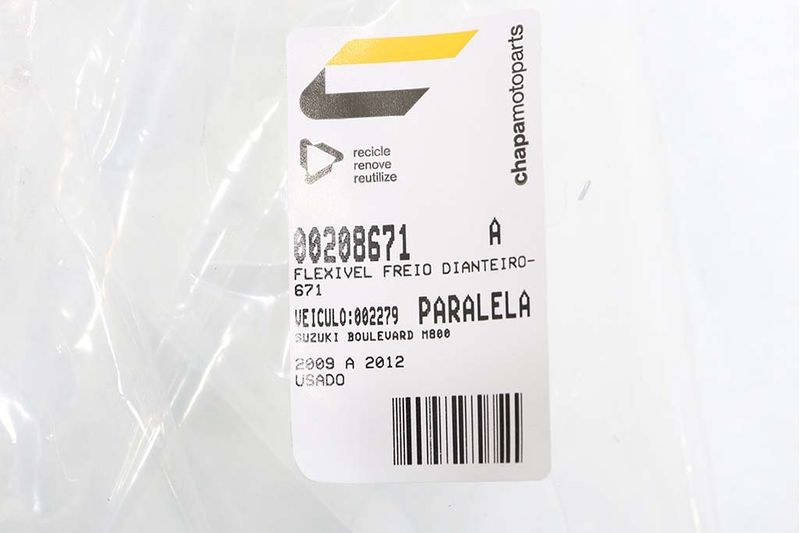 chapamotoparts
recicle
renove
reutilize
00208671 A
FLEXIVEL FREIO DIANTEIRO-
671
VEICULO:002279 PARALELA
SUZUKI BOULEVARD M800
2009 A 2012
USADO